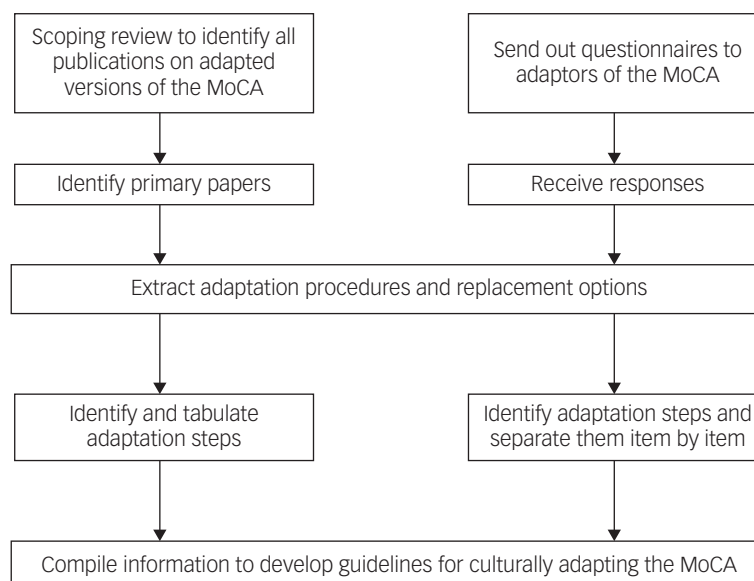 Scoping review to identify all
publications on adapted
versions of the MoCA
Send out questionnaires to
adaptors of the MoCA
Identify primary papers
Receive responses
Extract adaptation procedures and replacement options
Identify and tabulate
adaptation steps
Identify adaptation steps and
separate them item by item
Compile information to develop guidelines for culturally adapting the MoCA